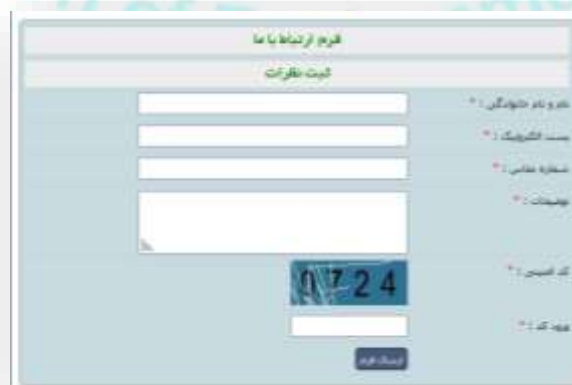 فرم ارتباط با ما
ثبت نظرات
نام و نام خانوادگی : *
پست الکترونیک : *
شماره تماس : *
توضیحات : *
کد امنیتی : *
0724
ورود کد : *
ارسال فرم